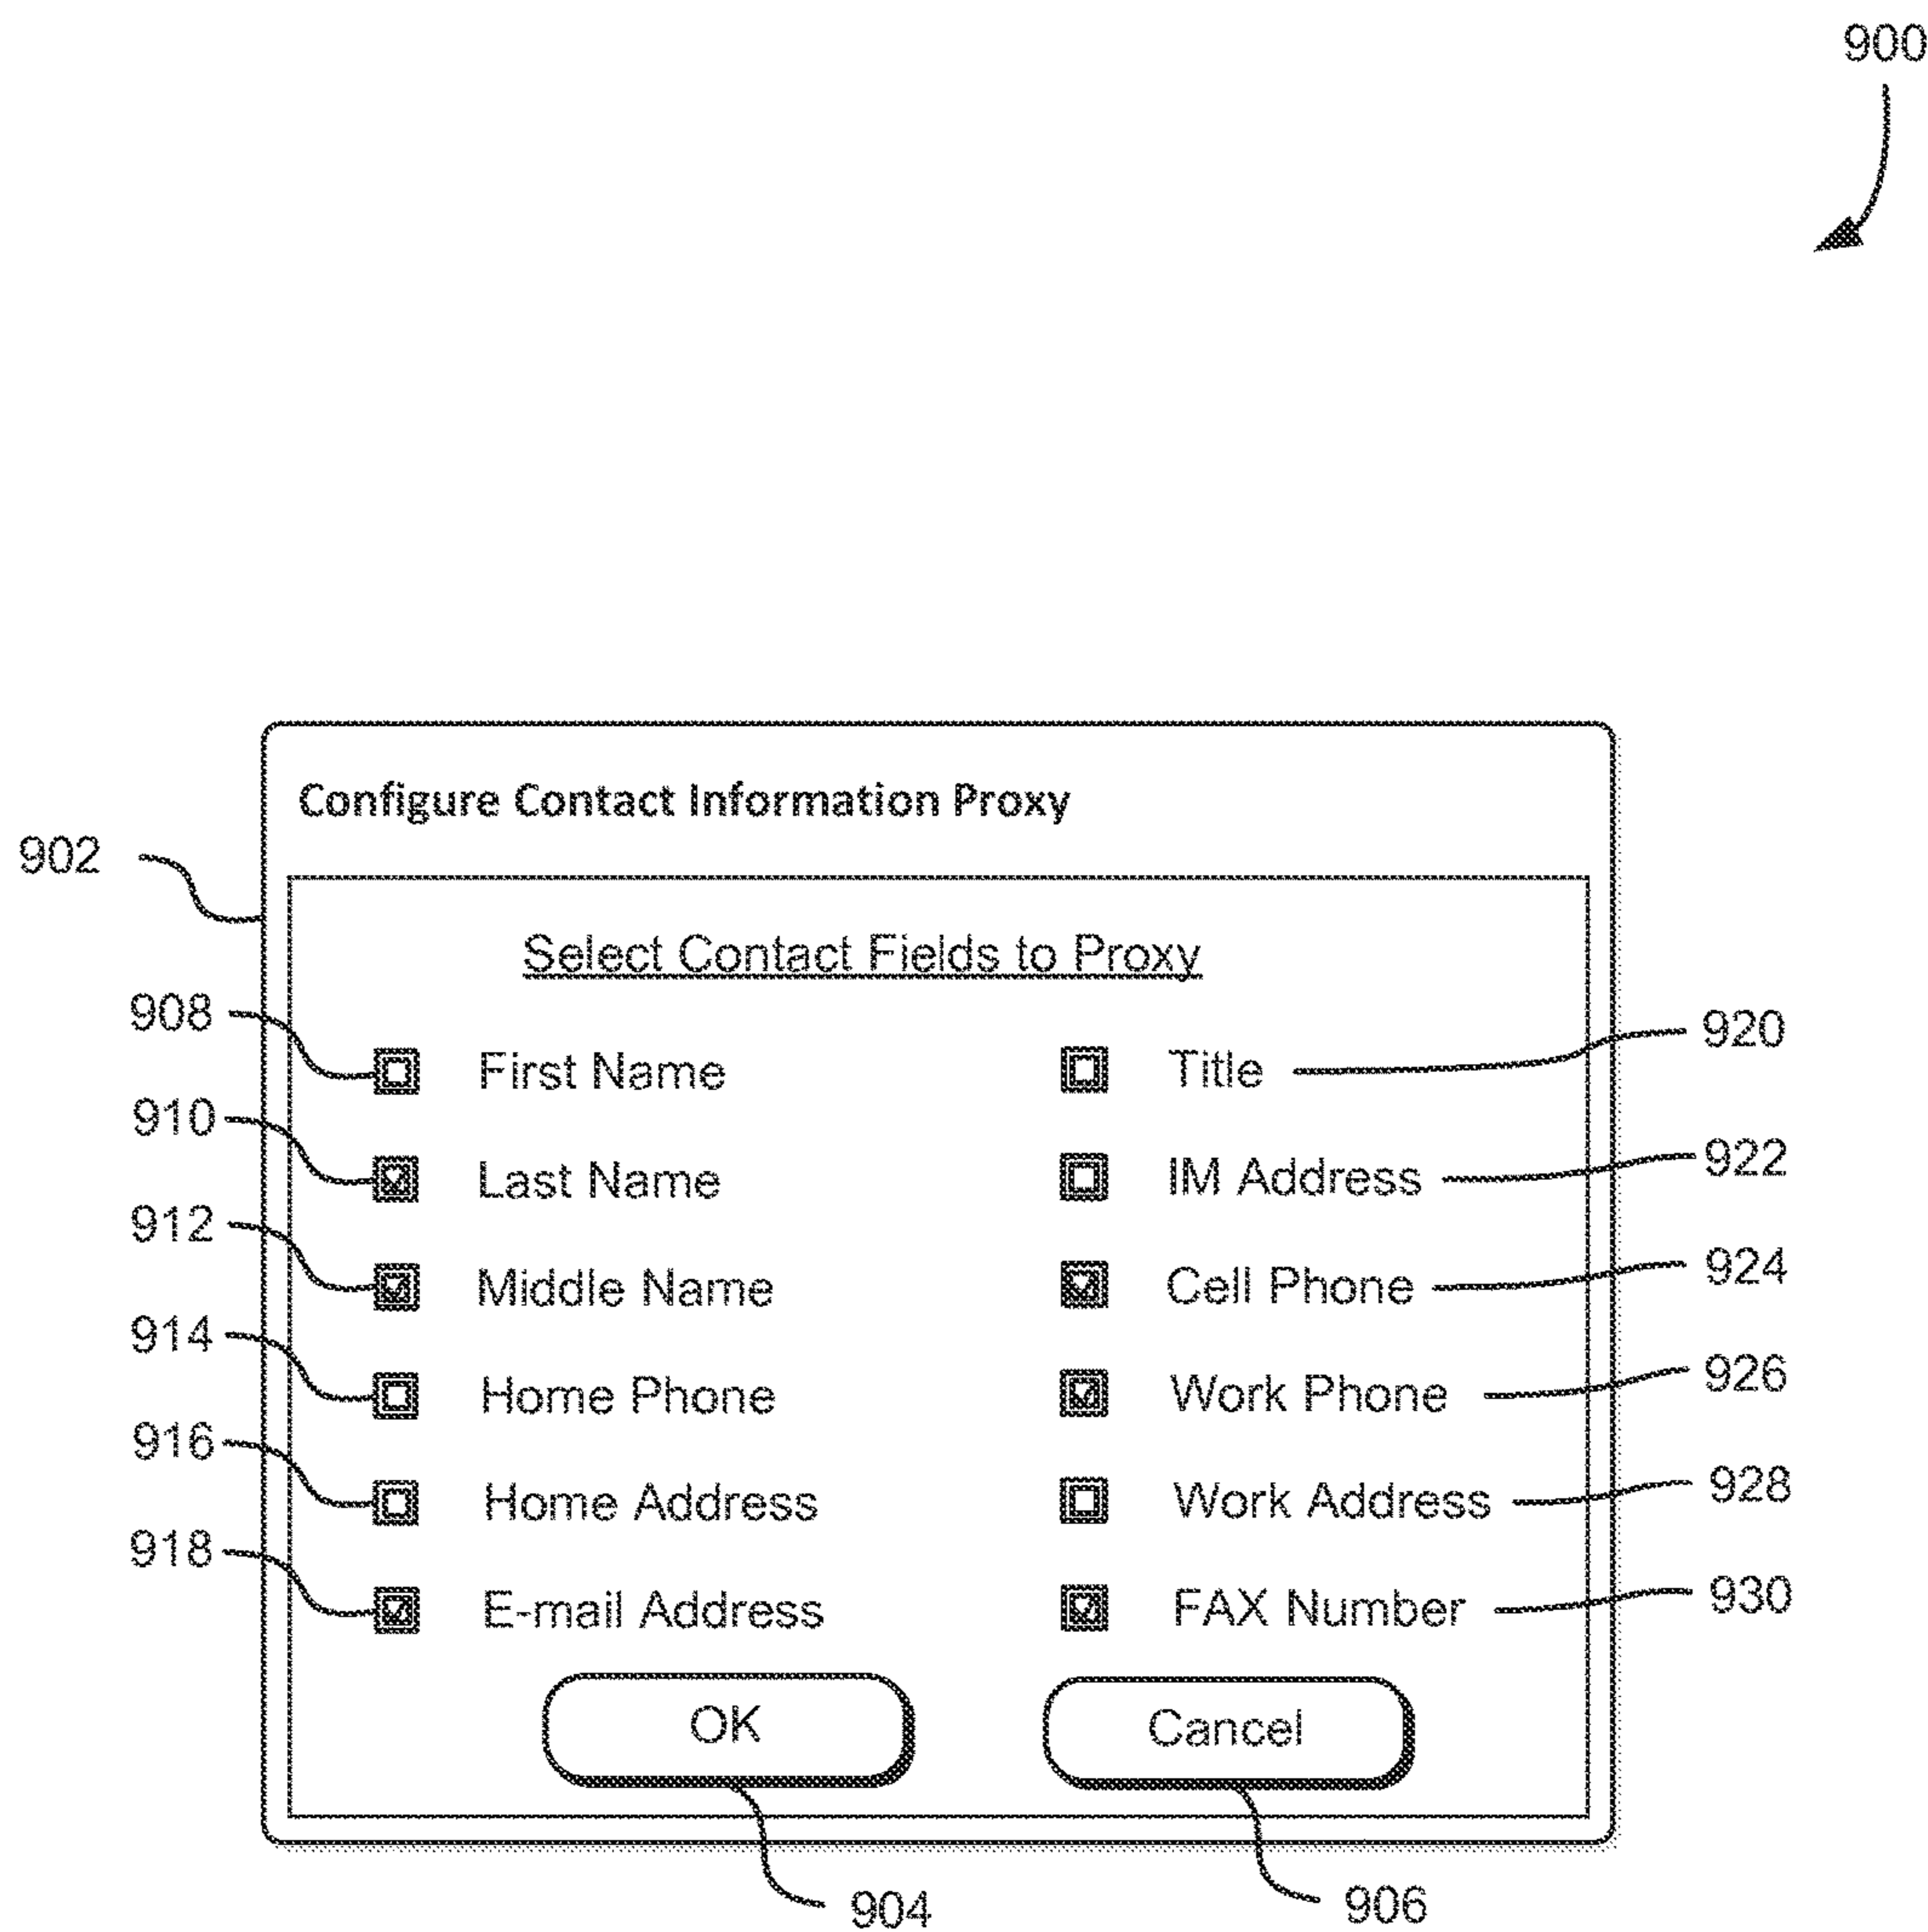 900
Configure Contact Information Proxy
902
Select Contact Fields to Proxy
908
First Name
Title
920
910
Last Name
IM Address
922
912
Middle Name
Cell Phone
924
914
Home Phone
Work Phone
926
916
Home Address
Work Address
928
918
E-mail Address
FAX Number
930
OK
Cancel
904
906